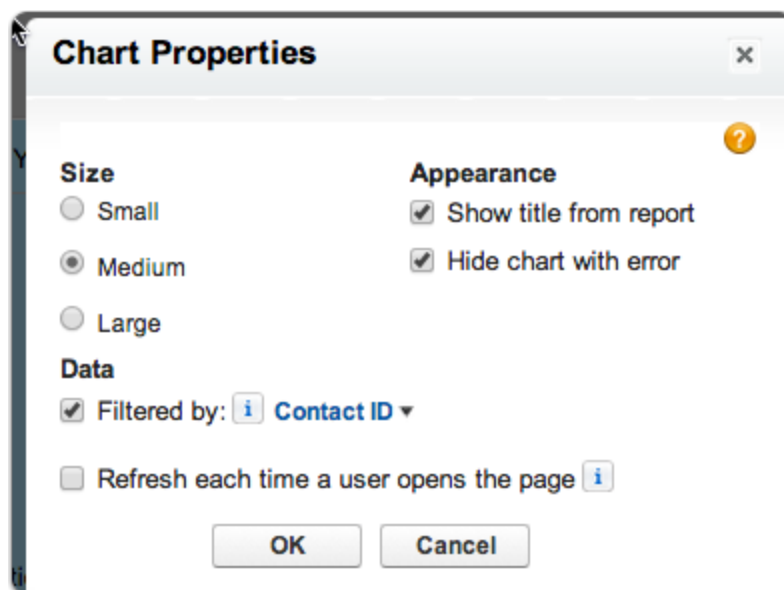 Chart Properties
Size
Small
Medium
Large
Appearance
Show title from report
Hide chart with error
Data
Filtered by: i Contact ID
Refresh each time a user opens the page i
OK Cancel
?
Y
ti